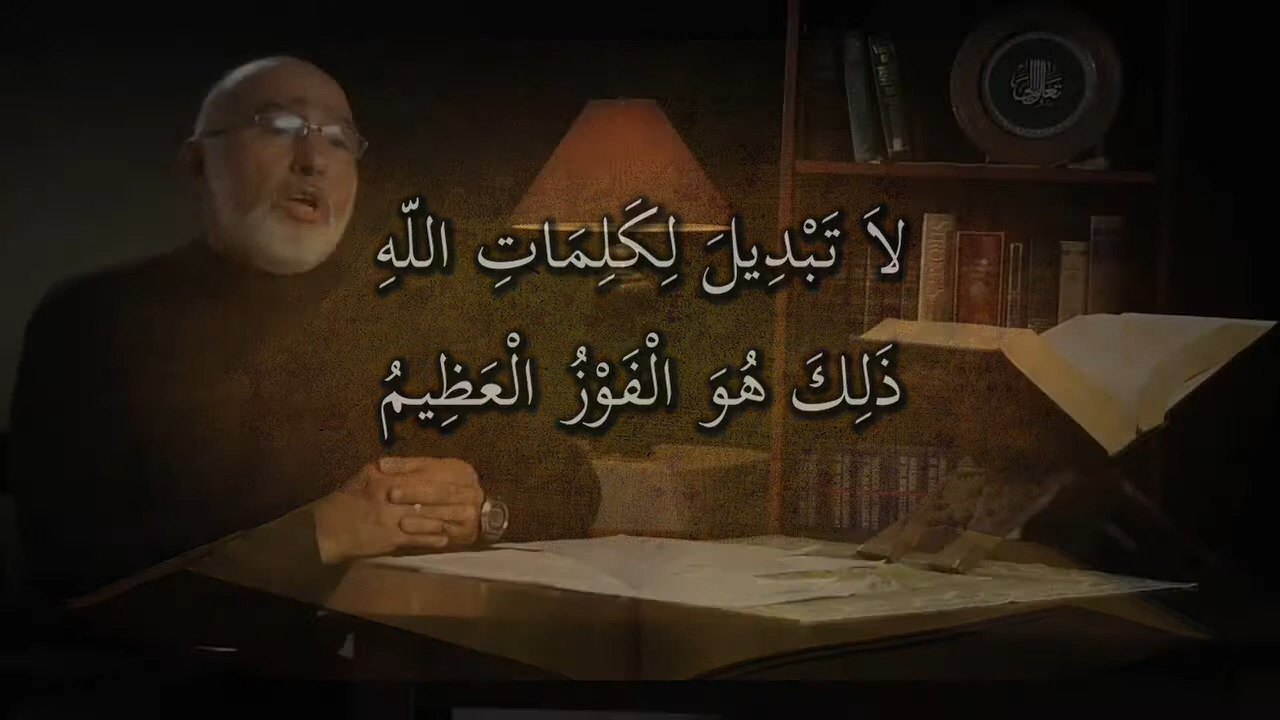 لاَ تَبْدِيلَ لِكَلِمَاتِ اللّهِ
ذَلِكَ هُوَ الْفَوْزُ الْعَظِيمُ